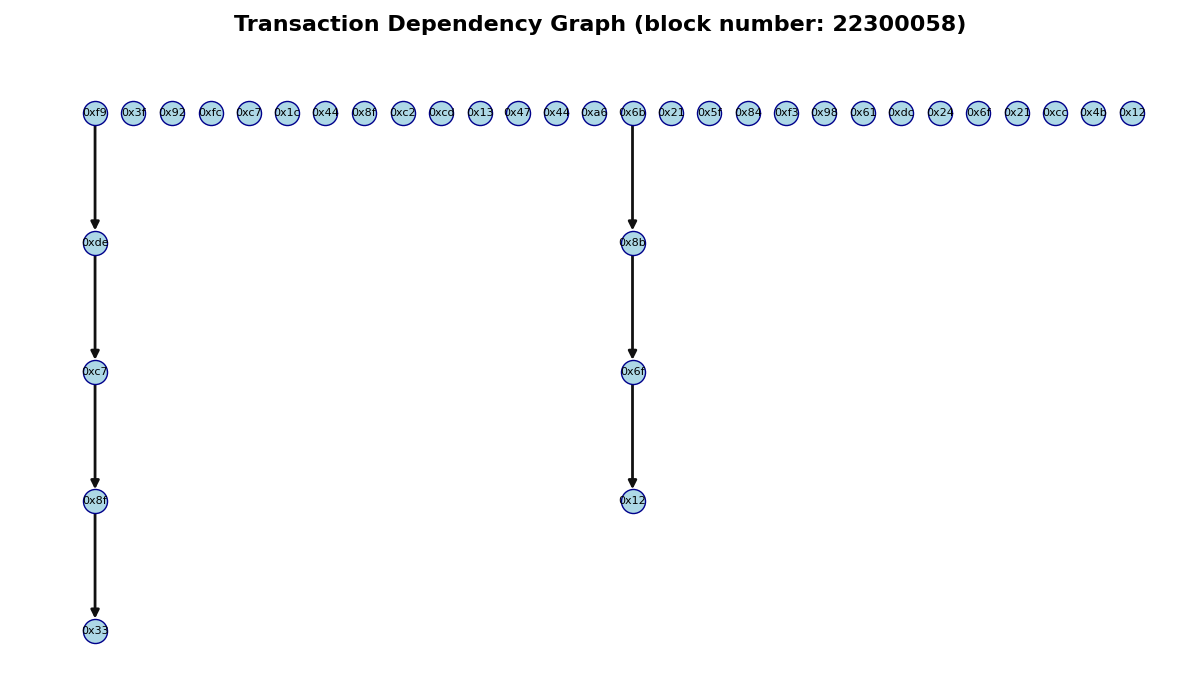 Transaction Dependency Graph (block number: 22300058)
0xf9 0x3f 0x92 0xfc 0xc7 0x1c 0x44 0x8f 0xc2 0xcd 0x13 0x47 0x44 0xa6 0x6b 0x21 0x5f 0x84 0xf3 0x98 0x61 0xdc 0x24 0x6f 0x21 0xcc 0x4b 0x12
0xde 0x8b
0xc7 0x6f
0x8f 0x12
0x33